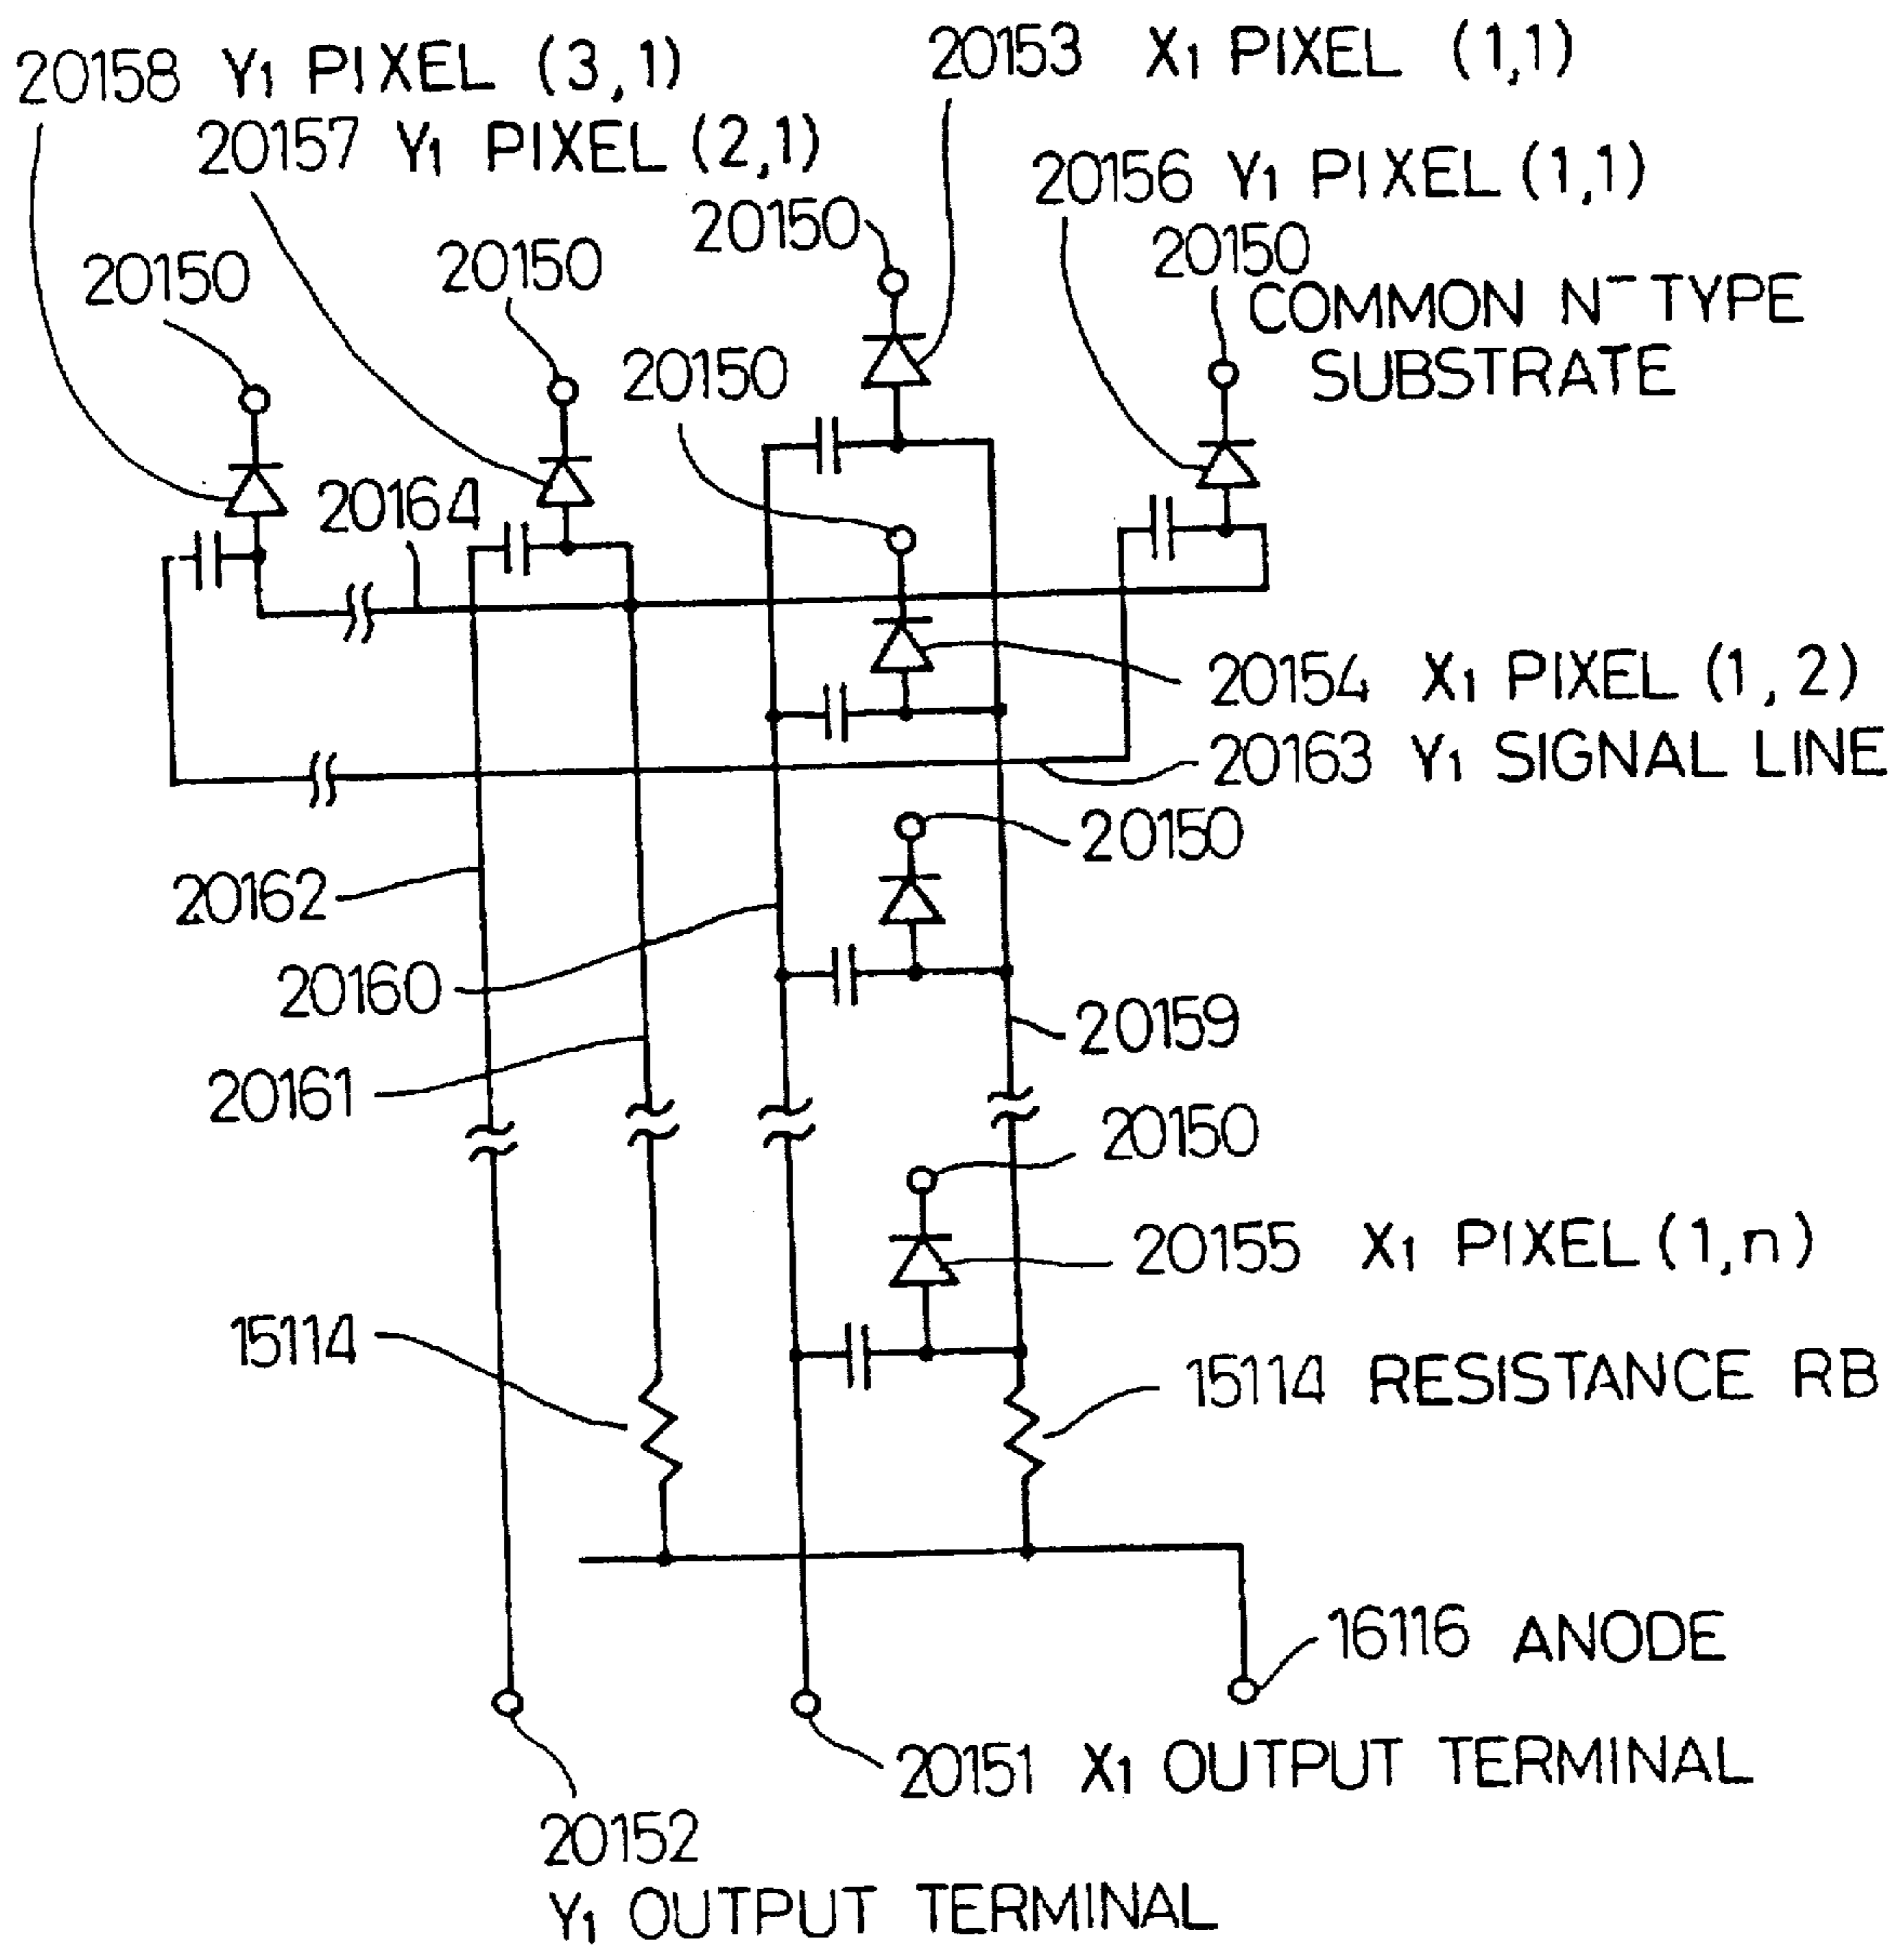 20158 Y1 PIXEL (3,1)
20153 X1 PIXEL (1,1)
20157 Y1 PIXEL (2,1)
20156 Y1 PIXEL (1,1)
20150
20150
20150
20150
COMMON N⁻TYPE
SUBSTRATE
20150
20164
20154 X1 PIXEL (1, 2)
20163 Y1 SIGNAL LINE
20150
20162
20160
20159
20161
20150
20155 X1 PIXEL (1,n)
15114
15114 RESISTANCE RB
16116 ANODE
20151 X1 OUTPUT TERMINAL
20152
Y1 OUTPUT TERMINAL